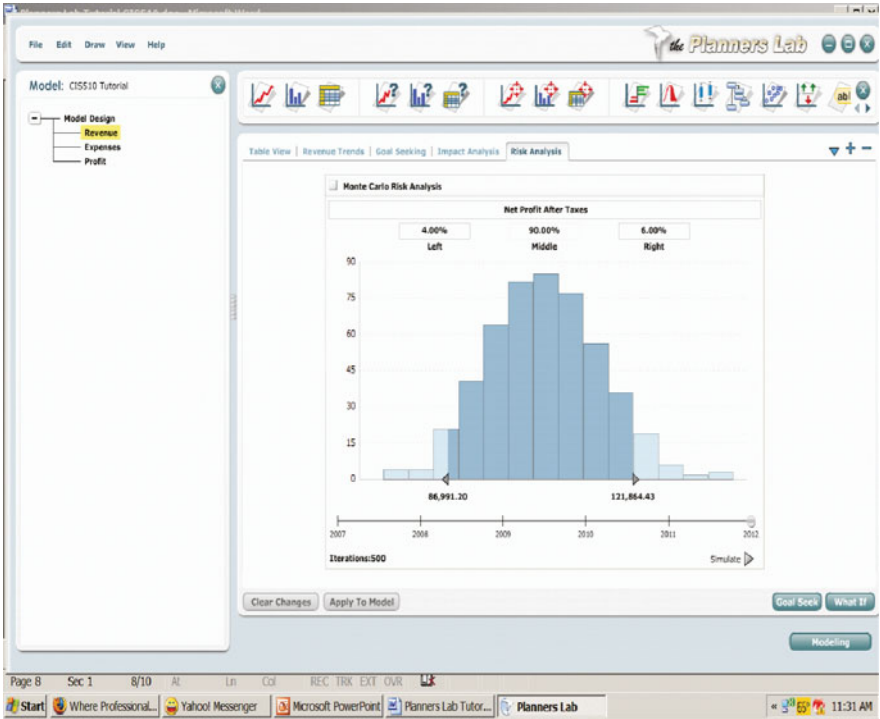 File Edit Draw View Help
the Planners Lab
Model: CIS510 Tutorial
Model Design
Revenue
Expenses
Profit
abl
Table View | Revenue Trends | Goal Seeking | Impact Analysis | Risk Analysis
Monte Carlo Risk Analysis
Net Profit After Taxes
4.00% 90.00% 6.00%
Left Middle Right
90
75
60
45
30
15
0
86,991.20 121,864.43
2007 2008 2009 2010 2011 2012
Iterations:500 Simulate
Clear Changes Apply To Model Goal Seek What If
Modeling
Page 8 Sec 1 8/10 At Ln Col REC TRK EXT OVR
Start Where Professional... Yahoo! Messenger Microsoft PowerPoint Planners Lab Tutor... Planners Lab 65° 11:31 AM